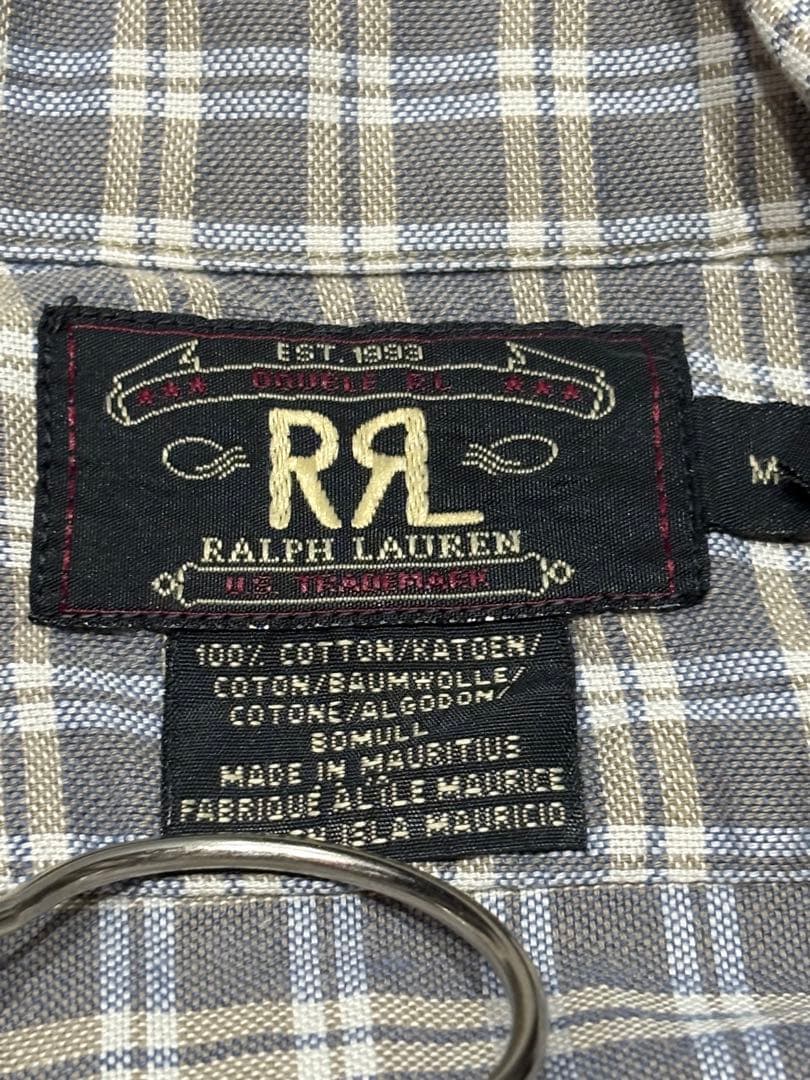 EST. 1993
DOUBLE RL
RRL
RALPH LAUREN
U.S. TRADEMARK
M
100% COTTON/KATOEN/
COTON/BAUMWOLLE/
COTONE/ALGODON/
BOMULL
MADE IN MAURITIUS
FABRIQUÉ À L'ÎLE MAURICE
ISLA MAURICIO